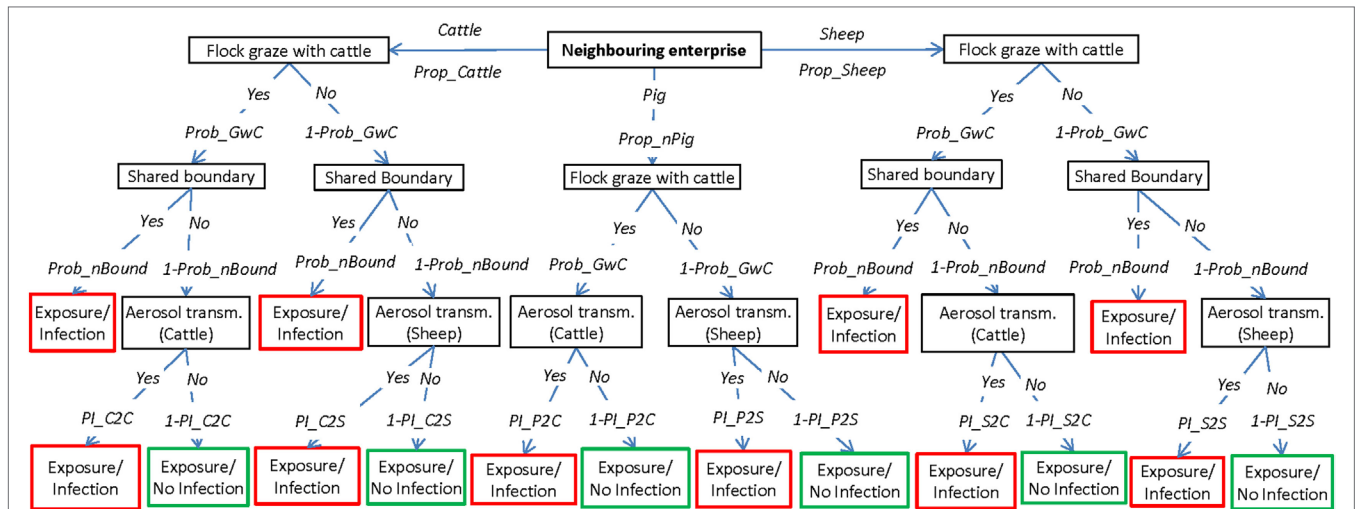 Cattle
Sheep
Flock graze with cattle
Neighbouring enterprise
Flock graze with cattle
Prop_Cattle
Prop_Sheep
Pig
Yes
No
Yes
No
Prob_GwC
1-Prob_GwC
Prop_nPig
Prob_GwC
1-Prob_GwC
Shared boundary
Shared Boundary
Flock graze with cattle
Shared boundary
Shared Boundary
Yes
No
Yes
No
Yes
No
Yes
No
Yes
No
Prob_nBound
1-Prob_nBound
Prob_nBound
1-Prob_nBound
Prob_GwC
1-Prob_GwC
Prob_nBound
1-Prob_nBound
Prob_nBound
1-Prob_nBound
Exposure/
Infection
Aerosol transm.
(Cattle)
Exposure/
Infection
Aerosol transm.
(Sheep)
Aerosol transm.
(Cattle)
Aerosol transm.
(Sheep)
Exposure/
Infection
Aerosol transm.
(Cattle)
Exposure/
Infection
Aerosol transm.
(Sheep)
Yes
No
Yes
No
Yes
No
Yes
No
Yes
No
Yes
No
PI_C2C
1-PI_C2C
PI_C2S
1-PI_C2S
PI_P2C
1-PI_P2C
PI_P2S
1-PI_P2S
PI_S2C
1-PI_S2C
PI_S2S
1-PI_S2S
Exposure/
Infection
Exposure/
No Infection
Exposure/
Infection
Exposure/
No Infection
Exposure/
Infection
Exposure/
No Infection
Exposure/
Infection
Exposure/
No Infection
Exposure/
Infection
Exposure/
No Infection
Exposure/
Infection
Exposure/
No Infection